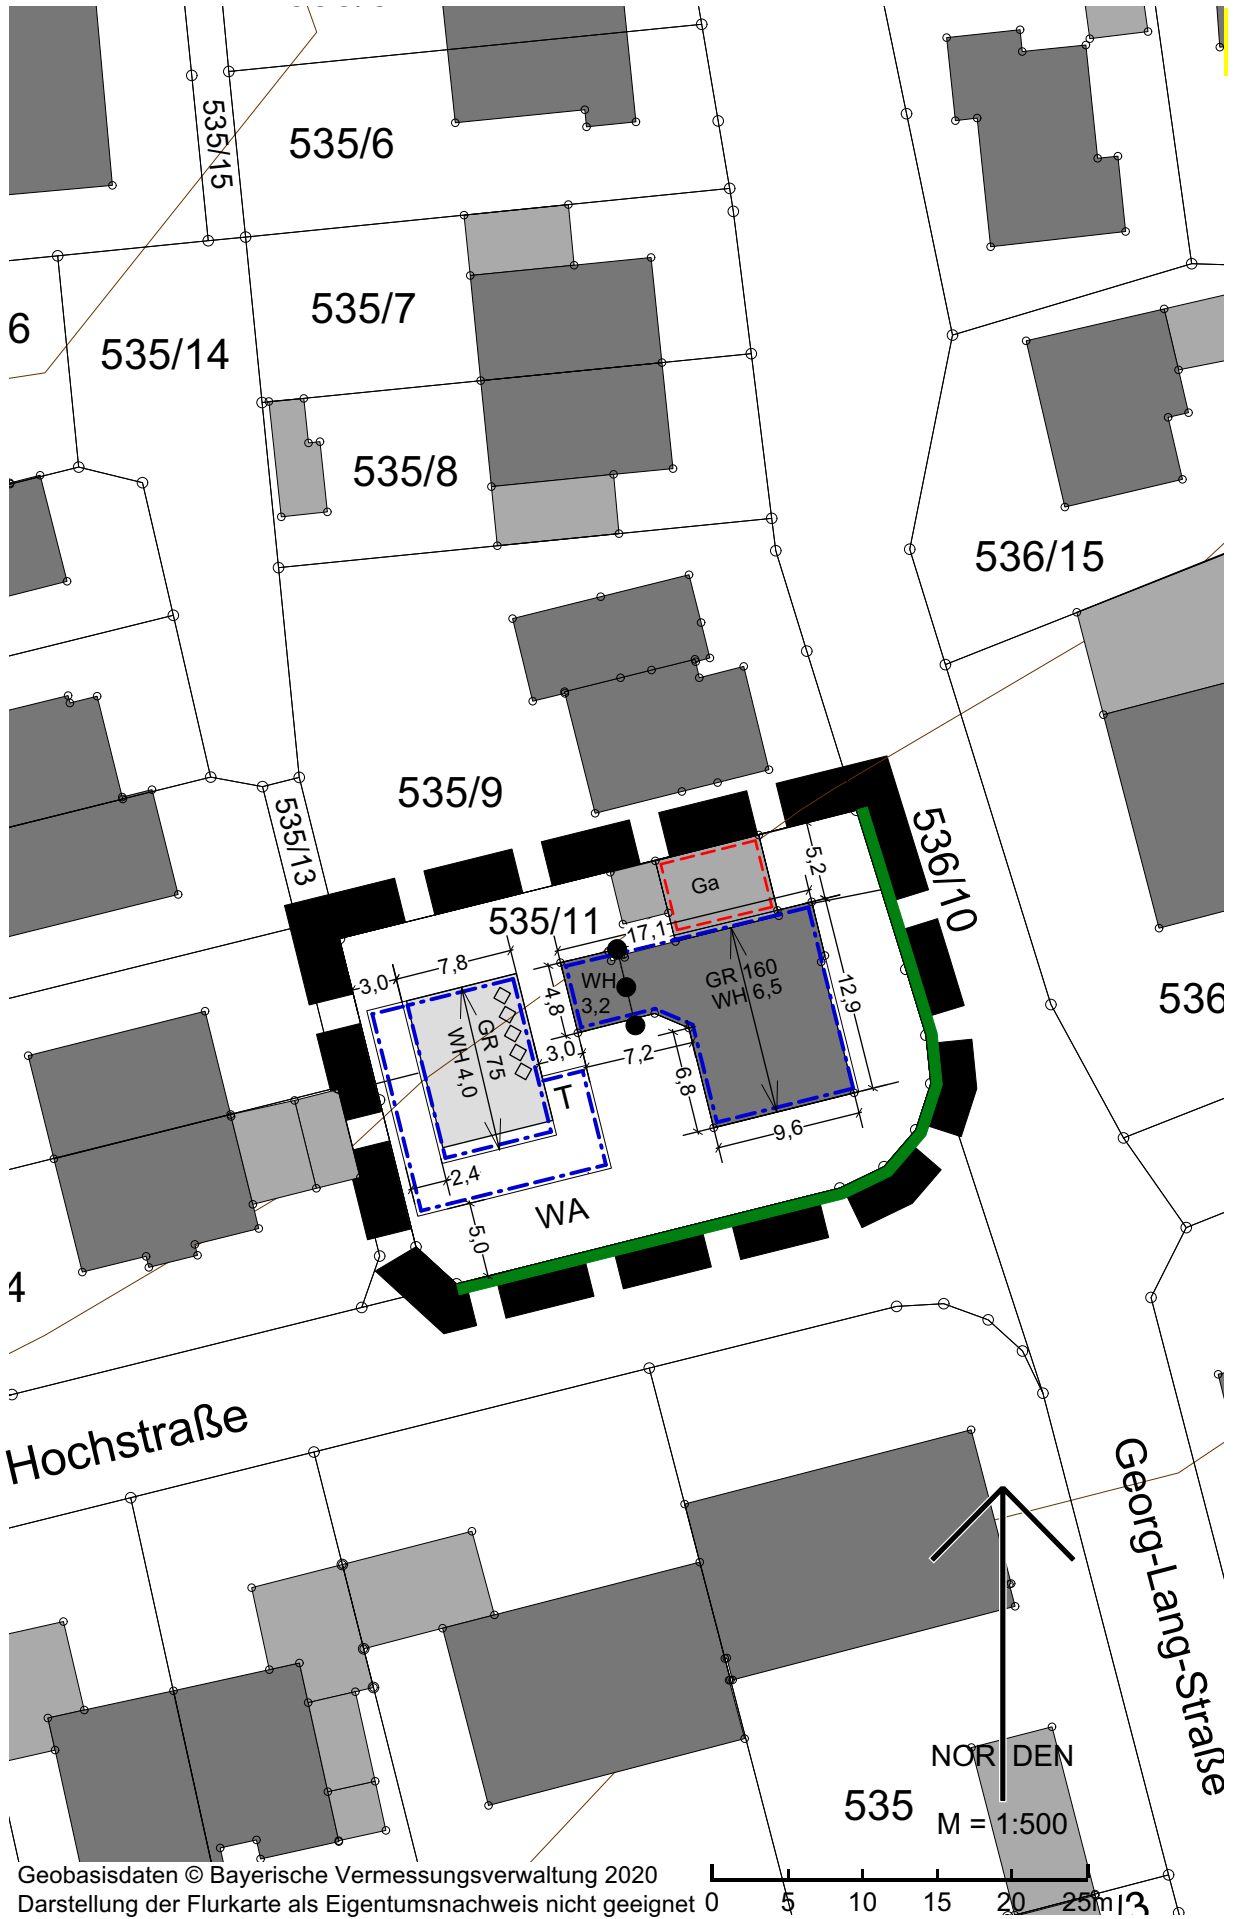 535/15
535/6
535/7
6
535/14
535/8
536/15
535/9
535/13
536/10
5,2
Ga
535/11
17,1
7,8
3,0
WH
3,2
4,8
GR 160
WH 6,5
12,9
536
GR 75
WH 4,0
3,0
7,2
6,8
T
9,6
2,4
WA
5,0
4
Hochstraße
Georg-Lang-Straße
NORDEN
535
M = 1:500
Geobasisdaten © Bayerische Vermessungsverwaltung 2020
Darstellung der Flurkarte als Eigentumsnachweis nicht geeignet
0 5 10 15 20 25m
/3